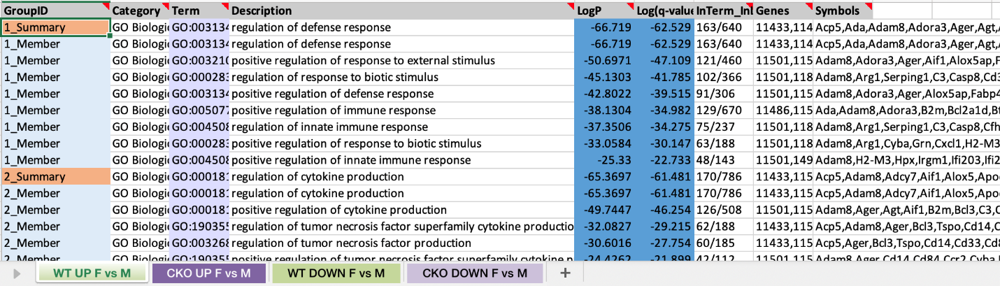 GroupID Category Term Description LogP Log(q-value InTerm_InL Genes Symbols
1_Summary GO Biologic GO:003134 regulation of defense response -66.719 -62.529 163/640 11433,114 Acp5,Ada,Adam8,Adora3,Ager,Agt,
1_Member GO Biologic GO:003134 regulation of defense response -66.719 -62.529 163/640 11433,114 Acp5,Ada,Adam8,Adora3,Ager,Agt,
1_Member GO Biologic GO:003210 positive regulation of response to external stimulus -50.6971 -47.109 121/460 11501,115 Adam8,Adora3,Ager,Aif1,Alox5ap,F
1_Member GO Biologic GO:000283 regulation of response to biotic stimulus -45.1303 -41.785 102/366 11501,118 Adam8,Arg1,Serping1,C3,Casp8,Cd3
1_Member GO Biologic GO:003134 positive regulation of defense response -42.8022 -39.515 91/306 11501,115 Adam8,Adora3,Ager,Alox5ap,Fabp4
1_Member GO Biologic GO:005077 positive regulation of immune response -38.1304 -34.982 129/670 11486,115 Ada,Adam8,Adora3,B2m,Bcl2a1d,Bt
1_Member GO Biologic GO:004508 regulation of innate immune response -37.3506 -34.275 75/237 11501,118 Adam8,Arg1,Serping1,C3,Casp8,Cfh
1_Member GO Biologic GO:000283 positive regulation of response to biotic stimulus -33.0584 -30.147 63/188 11501,118 Adam8,Arg1,Cyba,Grn,Cxcl1,H2-M3
1_Member GO Biologic GO:004508 positive regulation of innate immune response -25.33 -22.733 48/143 11501,149 Adam8,H2-M3,Hpx,Irgm1,Ifi203,Ifi2
2_Summary GO Biologic GO:000181 regulation of cytokine production -65.3697 -61.481 170/786 11433,115 Acp5,Adam8,Adcy7,Aif1,Alox5,Apo
2_Member GO Biologic GO:000181 regulation of cytokine production -65.3697 -61.481 170/786 11433,115 Acp5,Adam8,Adcy7,Aif1,Alox5,Apo
2_Member GO Biologic GO:000181 positive regulation of cytokine production -49.7447 -46.254 126/508 11501,115 Adam8,Ager,Agt,Aif1,B2m,Bcl3,C3,C
2_Member GO Biologic GO:190355 regulation of tumor necrosis factor superfamily cytokine productio -32.0827 -29.215 62/188 11433,115 Acp5,Adam8,Ager,Bcl3,Tspo,Cd14,C
2_Member GO Biologic GO:003268 regulation of tumor necrosis factor production -30.6016 -27.754 60/185 11433,115 Acp5,Ager,Bcl3,Tspo,Cd14,Cd33,Cd8
2_Member GO Biologic GO:190355 positive regulation of tumor necrosis factor superfamily cytokine p -24.4262 -21.899 42/112 11501,115 Adam8,Ager,Cd14,Cd84,Ccr2,Cyba
WT UP F vs M CKO UP F vs M WT DOWN F vs M CKO DOWN F vs M +